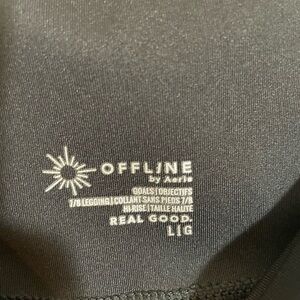 OFFLINE
by Aerie
GOALS | OBJECTIFS
7/8 LEGGING | COLLANT SANS PIEDS 7/8
HI-RISE | TAILLE HAUTE
REAL GOOD.
L | G